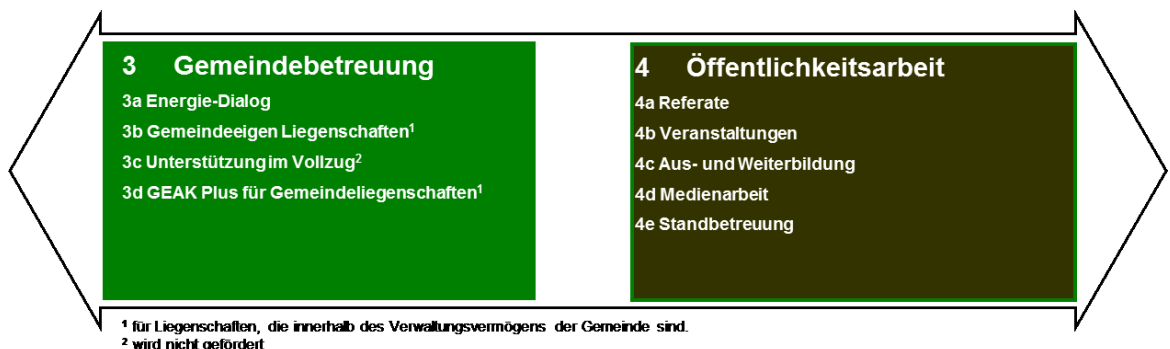 3 Gemeindebetreuung
3a Energie-Dialog
3b Gemeindeeigen Liegenschaften¹
3c Unterstützung im Vollzug²
3d GEAK Plus für Gemeindeliegenschaften¹
4 Öffentlichkeitsarbeit
4a Referate
4b Veranstaltungen
4c Aus- und Weiterbildung
4d Medienarbeit
4e Standbetreuung
¹ für Liegenschaften, die innerhalb des Verwaltungsvermögens der Gemeinde sind.
² wird nicht gefördert